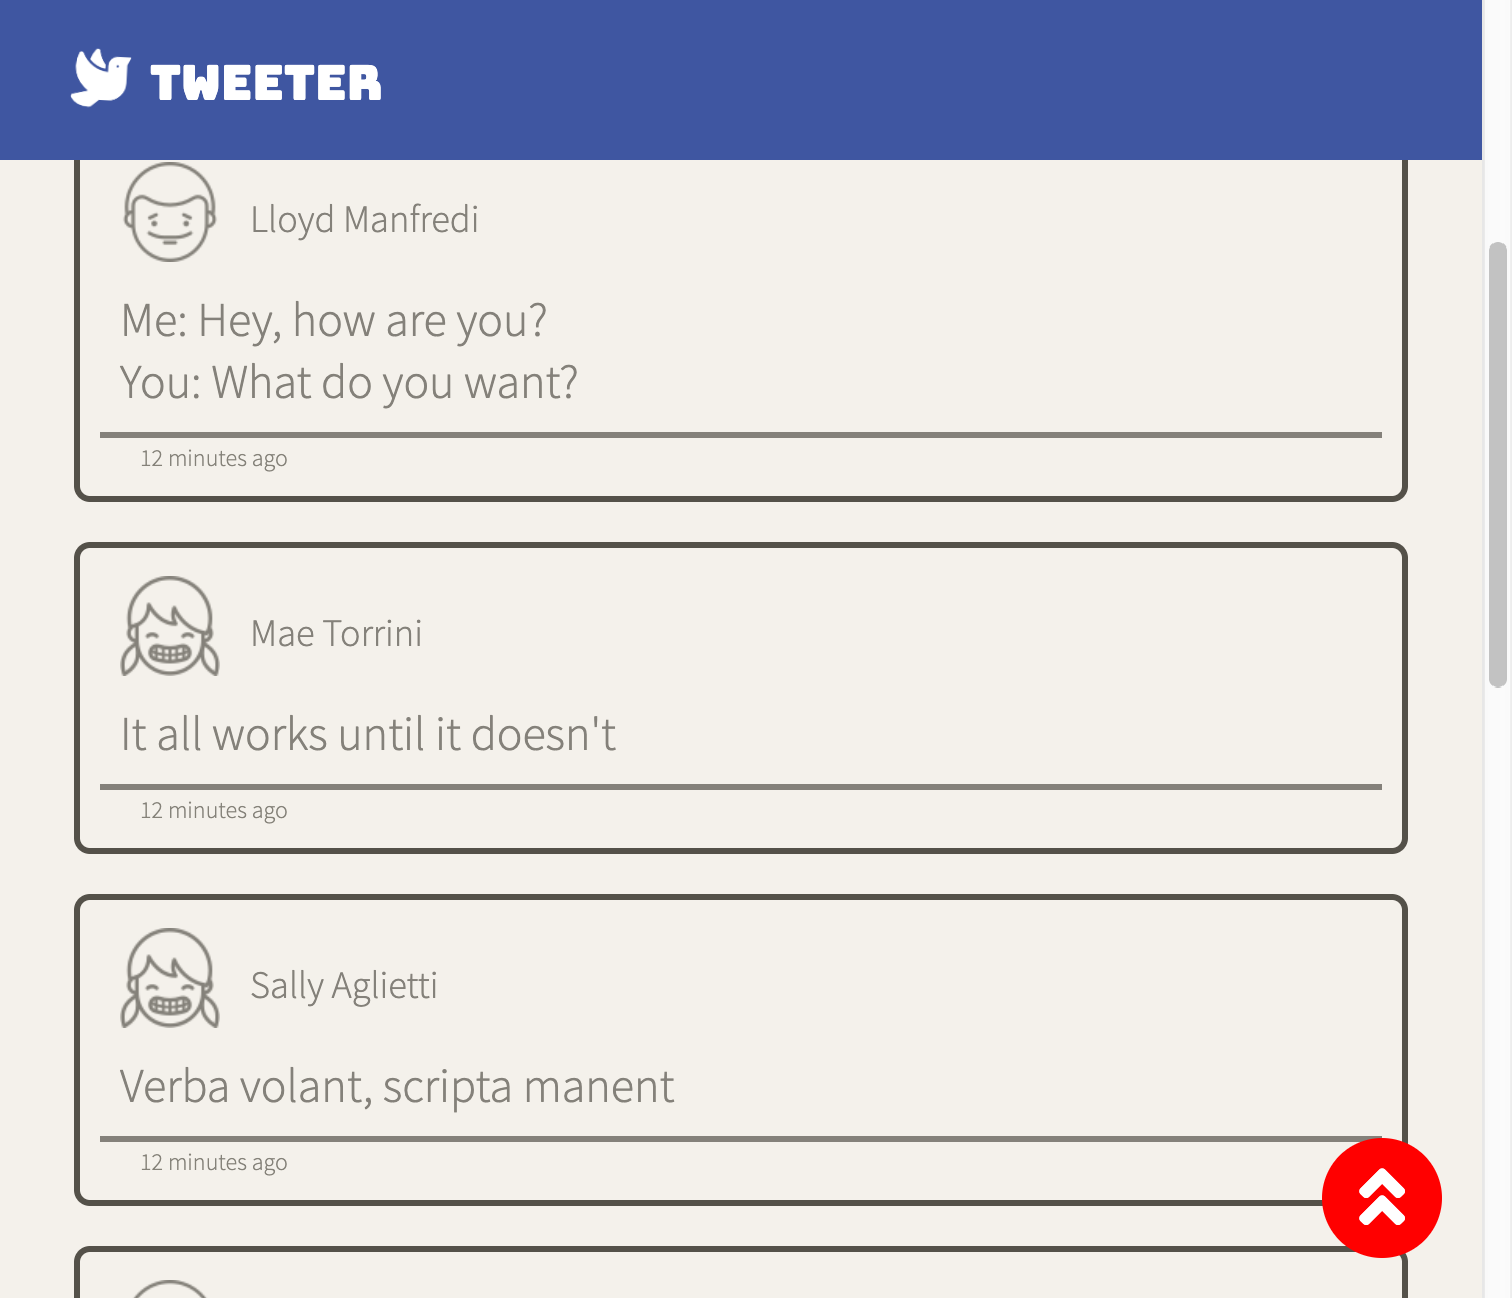 TWEETER
Lloyd Manfredi
Me: Hey, how are you?
You: What do you want?
12 minutes ago
Mae Torrini
It all works until it doesn't
12 minutes ago
Sally Aglietti
Verba volant, scripta manent
12 minutes ago